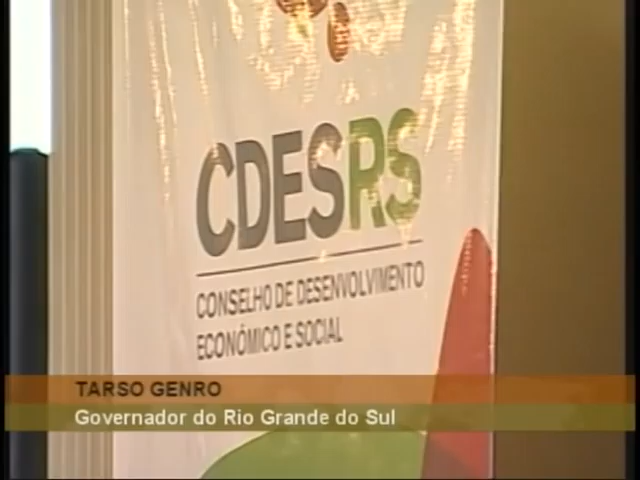 CDESRS
CONSELHO DE DESENVOLVIMENTO
ECONÔMICO E SOCIAL
TARSO GENRO
Governador do Rio Grande do Sul